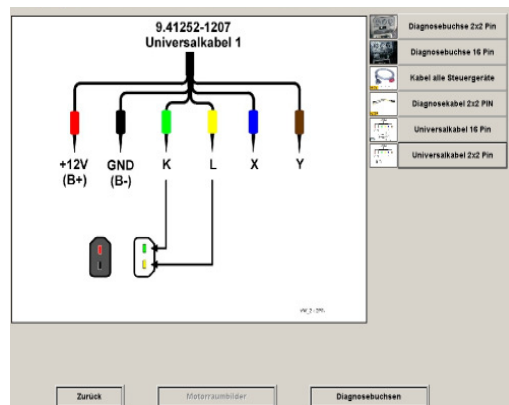 9.41252-1207
Universalkabel 1
+12V
(B+)
GND
(B-)
K
L
X
Y
Diagnosebuchse 2x2 Pin
Diagnosebuchse 16 Pin
Kabel alle Steuergeräte
Diagnosekabel 2x2 PIN
Universalkabel 16 Pin
Universalkabel 2x2 Pin
Zurück
Motorraumbilder
Diagnosebuchsen